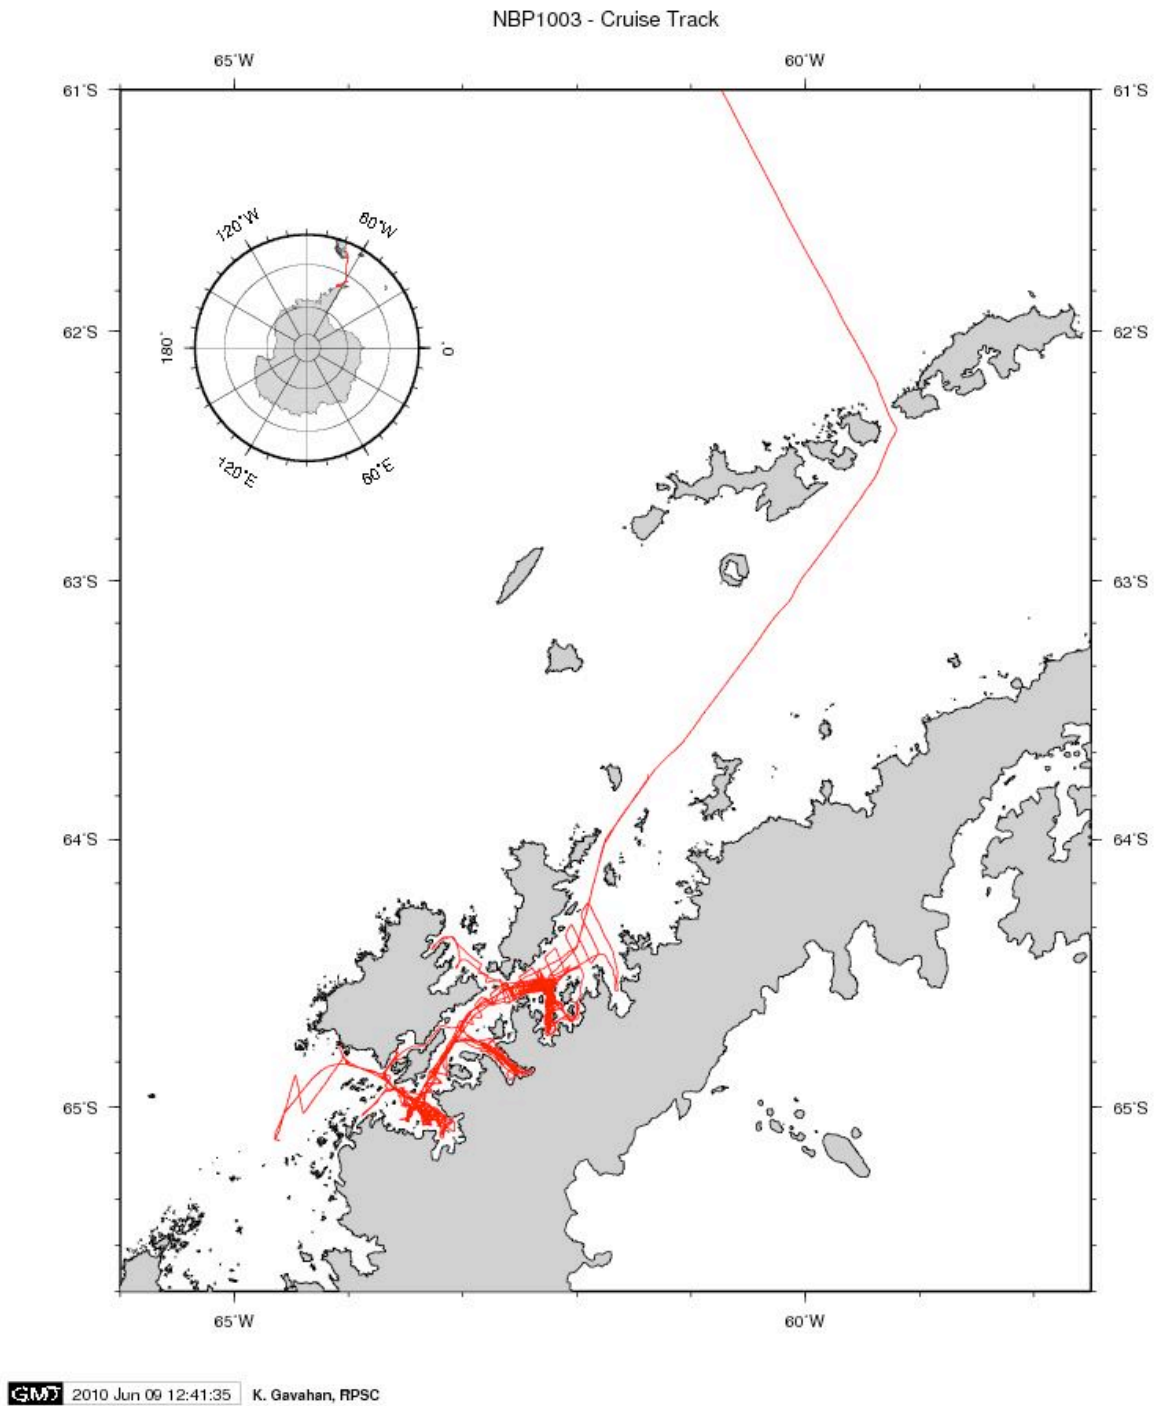 NBP1003 - Cruise Track
65°W 60°W
61°S 61°S
120°W 60°W
62°S 180° 0° 62°S
120°E 60°E
63°S 63°S
64°S 64°S
65°S 65°S
65°W 60°W
GMT 2010 Jun 09 12:41:35 K. Gavahan, RPSC